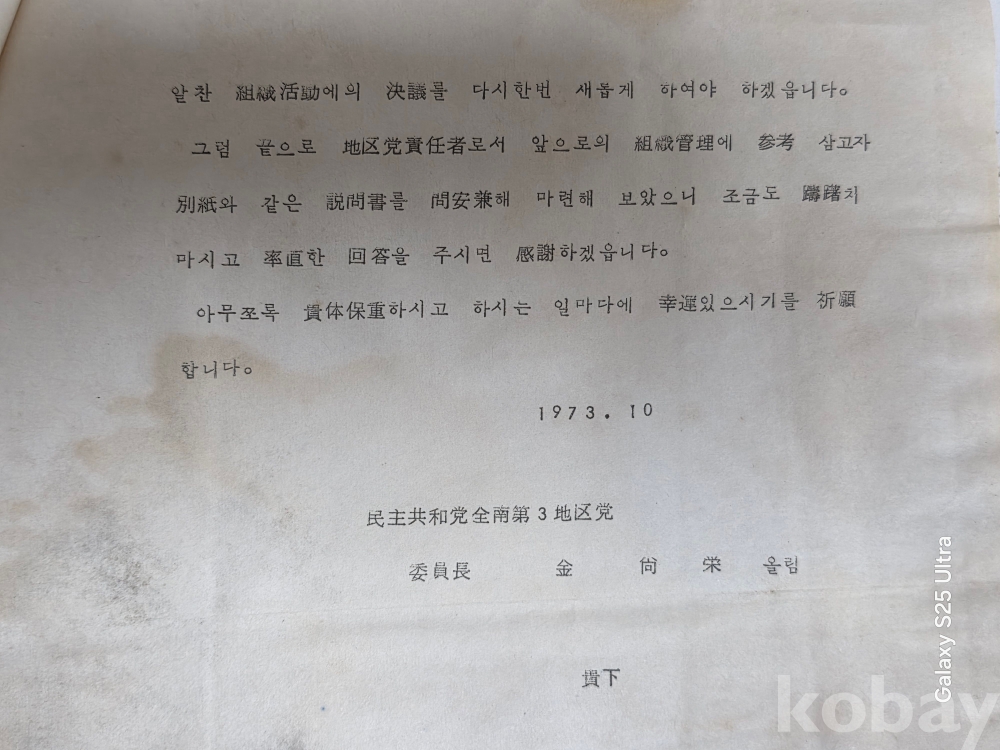 알찬 組織活動에의 決議를 다시한번 새롭게 하여야 하겠읍니다。
그럼 끝으로 地区党責任者로서 앞으로의 組織管理에 参考 삼고자
別紙와 같은 説問書를 問安兼해 마련해 보았으니 조금도 躊躇치
마시고 率直한 回答을 주시면 感謝하겠읍니다。
아무쪼록 貴体保重하시고 하시는 일마다에 幸運있으시기를 祈願
합니다。
1973. 10
民主共和党全南第3地区党
委員長 金 尙 栄 올림
貴下
Galaxy S25 Ultra
kobay